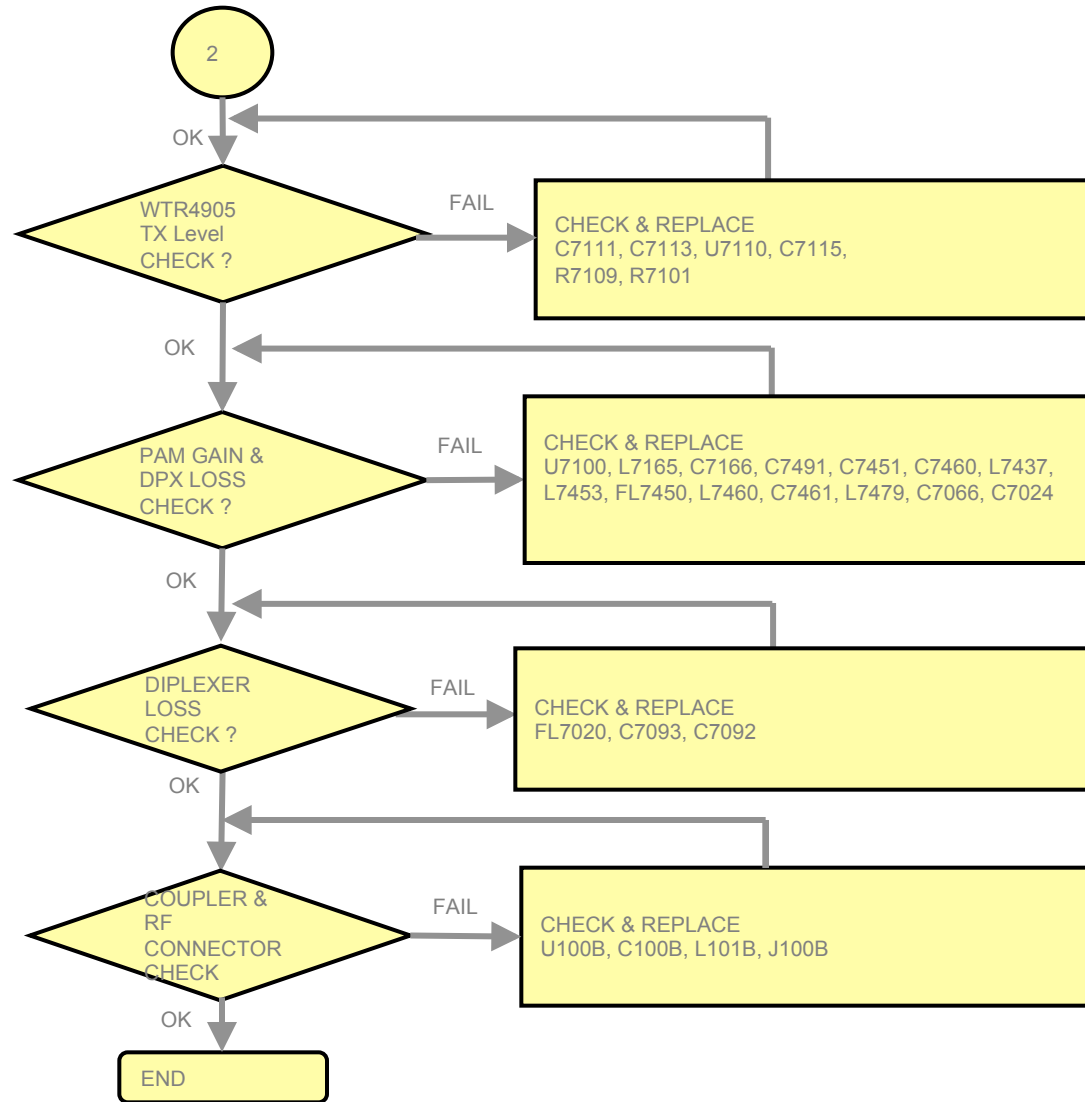 2
OK
WTR4905
TX Level
CHECK ?
FAIL
CHECK & REPLACE
C7111, C7113, U7110, C7115,
R7109, R7101
OK
PAM GAIN &
DPX LOSS
CHECK ?
FAIL
CHECK & REPLACE
U7100, L7165, C7166, C7491, C7451, C7460, L7437,
L7453, FL7450, L7460, C7461, L7479, C7066, C7024
OK
DIPLEXER
LOSS
CHECK ?
FAIL
CHECK & REPLACE
FL7020, C7093, C7092
OK
COUPLER &
RF
CONNECTOR
CHECK
FAIL
CHECK & REPLACE
U100B, C100B, L101B, J100B
OK
END